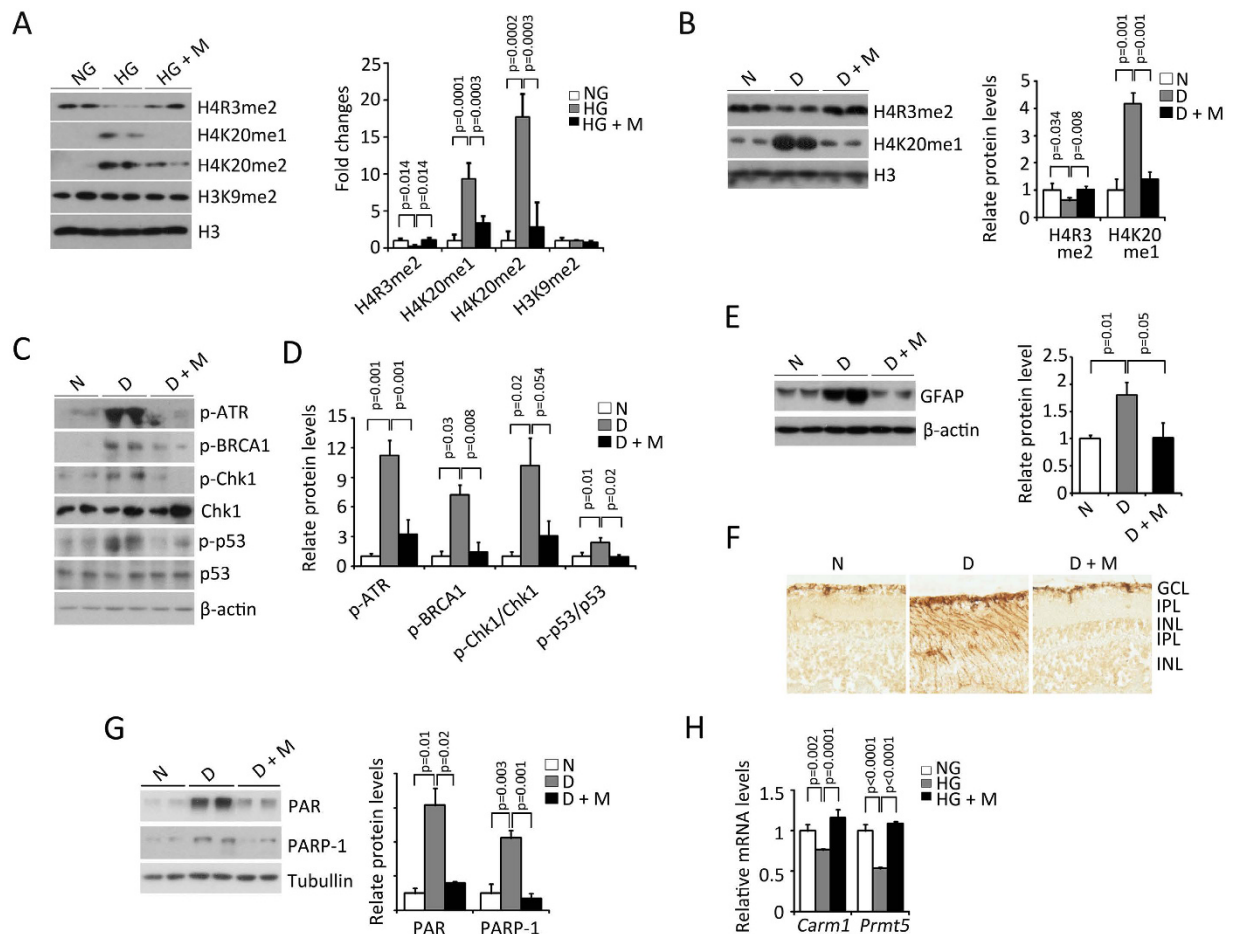 A
NG HG HG + M
H4R3me2
H4K20me1
H4K20me2
H3K9me2
H3
Fold changes
25
20
15
10
5
0
p=0.014
p=0.014
p=0.0001
p=0.0003
p=0.0002
p=0.0003
NG
HG
HG + M
H4R3me2
H4K20me1
H4K20me2
H3K9me2
B
N D D + M
H4R3me2
H4K20me1
H3
Relate protein levels
5
4
3
2
1
0
p=0.034
p=0.008
p=0.001
p=0.001
N
D
D + M
H4R3
me2
H4K20
me1
C
N D D + M
p-ATR
p-BRCA1
p-Chk1
Chk1
p-p53
p53
β-actin
D
Relate protein levels
15
12
9
6
3
0
p=0.001
p=0.001
p=0.03
p=0.008
p=0.02
p=0.054
p=0.01
p=0.02
N
D
D + M
p-ATR
p-BRCA1
p-Chk1/Chk1
p-p53/p53
E
N D D + M
GFAP
β-actin
Relate protein level
2.5
2
1.5
1
0.5
0
p=0.01
p=0.05
N
D
D + M
F
N D D + M
GCL
IPL
INL
IPL
INL
G
N D D + M
PAR
PARP-1
Tubullin
Relate protein levels
p=0.01
p=0.02
p=0.003
p=0.001
N
D
D + M
PAR
PARP-1
H
Relative mRNA levels
1.5
1
0.5
0
p=0.002
p=0.0001
p<0.0001
p<0.0001
NG
HG
HG + M
Carm1
Prmt5